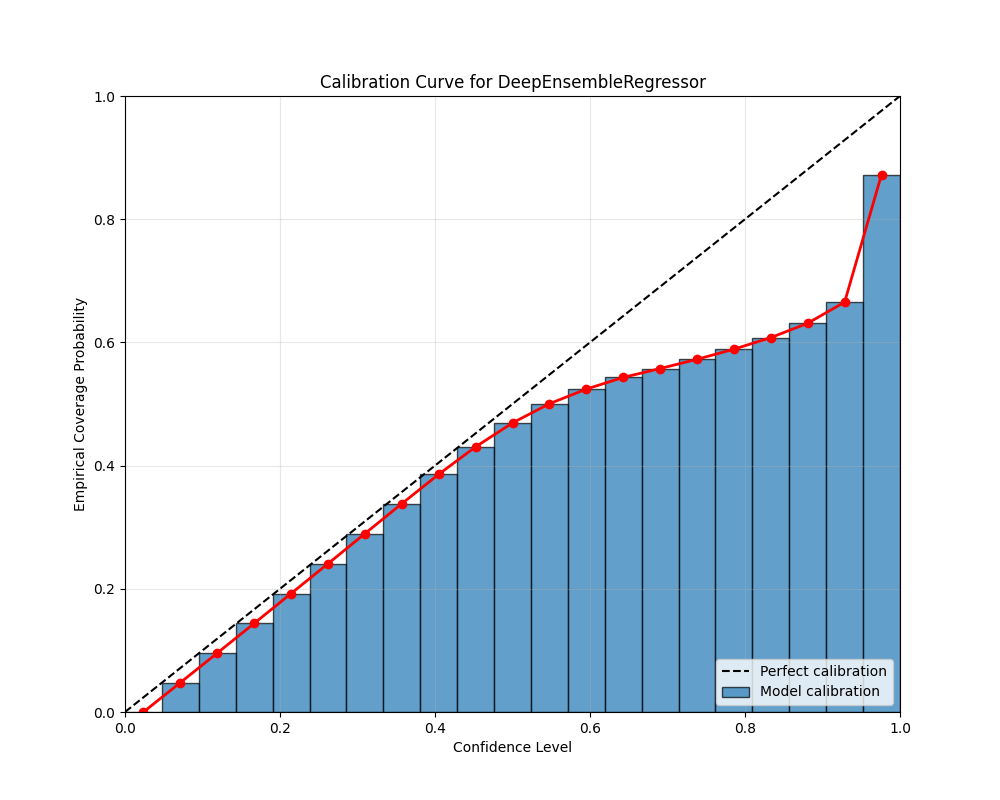 Calibration Curve for DeepEnsembleRegressor
1.0
0.8
0.6
0.4
0.2
0.0
Empirical Coverage Probability
Perfect calibration
Model calibration
0.0 0.2 0.4 0.6 0.8 1.0
Confidence Level